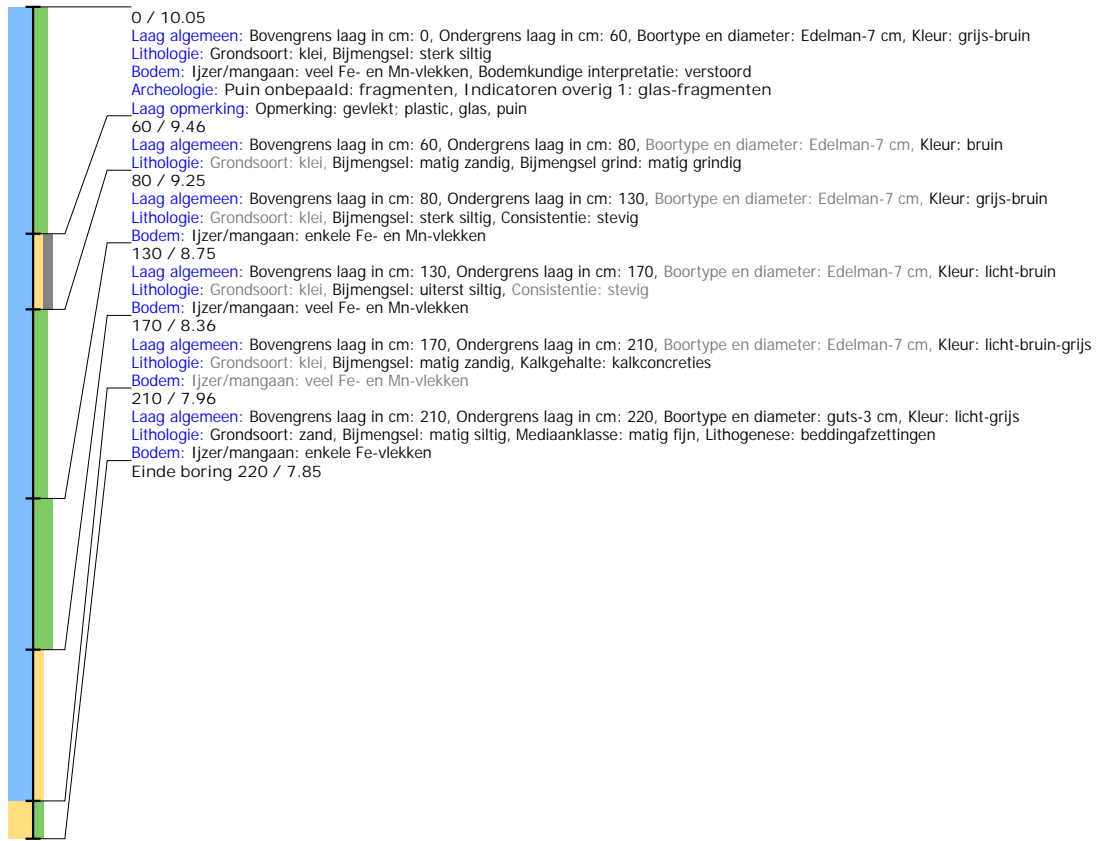 0 / 10.05
Laag algemeen: Bovengrens laag in cm: 0, Ondergrens laag in cm: 60, Boortype en diameter: Edelman-7 cm, Kleur: grijs-bruin
Lithologie: Grondsoort: klei, Bijmengsel: sterk siltig
Bodem: Ijzer/mangaan: veel Fe- en Mn-vlekken, Bodemkundige interpretatie: verstoord
Archeologie: Puin onbepaald: fragmenten, Indicatoren overig 1: glas-fragmenten
Laag opmerking: Opmerking: gevlekt; plastic, glas, puin
60 / 9.46
Laag algemeen: Bovengrens laag in cm: 60, Ondergrens laag in cm: 80, Boortype en diameter: Edelman-7 cm, Kleur: bruin
Lithologie: Grondsoort: klei, Bijmengsel: matig zandig, Bijmengsel grind: matig grindig
80 / 9.25
Laag algemeen: Bovengrens laag in cm: 80, Ondergrens laag in cm: 130, Boortype en diameter: Edelman-7 cm, Kleur: grijs-bruin
Lithologie: Grondsoort: klei, Bijmengsel: sterk siltig, Consistentie: stevig
Bodem: Ijzer/mangaan: enkele Fe- en Mn-vlekken
130 / 8.75
Laag algemeen: Bovengrens laag in cm: 130, Ondergrens laag in cm: 170, Boortype en diameter: Edelman-7 cm, Kleur: licht-bruin
Lithologie: Grondsoort: klei, Bijmengsel: uiterst siltig, Consistentie: stevig
Bodem: Ijzer/mangaan: veel Fe- en Mn-vlekken
170 / 8.36
Laag algemeen: Bovengrens laag in cm: 170, Ondergrens laag in cm: 210, Boortype en diameter: Edelman-7 cm, Kleur: licht-bruin-grijs
Lithologie: Grondsoort: klei, Bijmengsel: matig zandig, Kalkgehalte: kalkconcreties
Bodem: Ijzer/mangaan: veel Fe- en Mn-vlekken
210 / 7.96
Laag algemeen: Bovengrens laag in cm: 210, Ondergrens laag in cm: 220, Boortype en diameter: guts-3 cm, Kleur: licht-grijs
Lithologie: Grondsoort: zand, Bijmengsel: matig siltig, Mediaanklasse: matig fijn, Lithogenese: beddingafzettingen
Bodem: Ijzer/mangaan: enkele Fe-vlekken
Einde boring 220 / 7.85